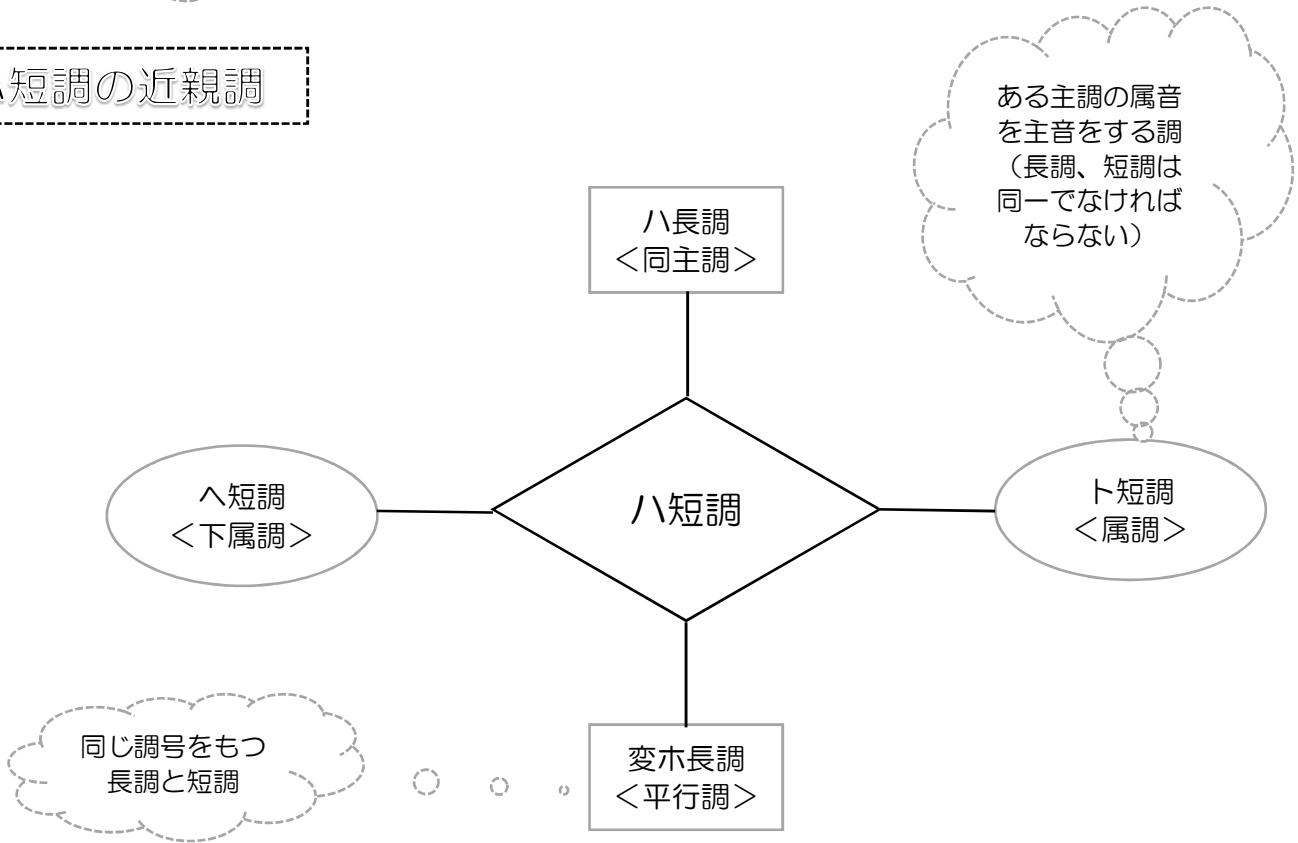 ハ短調の近親調
ある主調の属音
を主音をする調
（長調、短調は
同一でなければ
ならない）
ハ長調
＜同主調＞
ヘ短調
＜下属調＞
ハ短調
ト短調
＜属調＞
同じ調号をもつ
長調と短調
変ホ長調
＜平行調＞